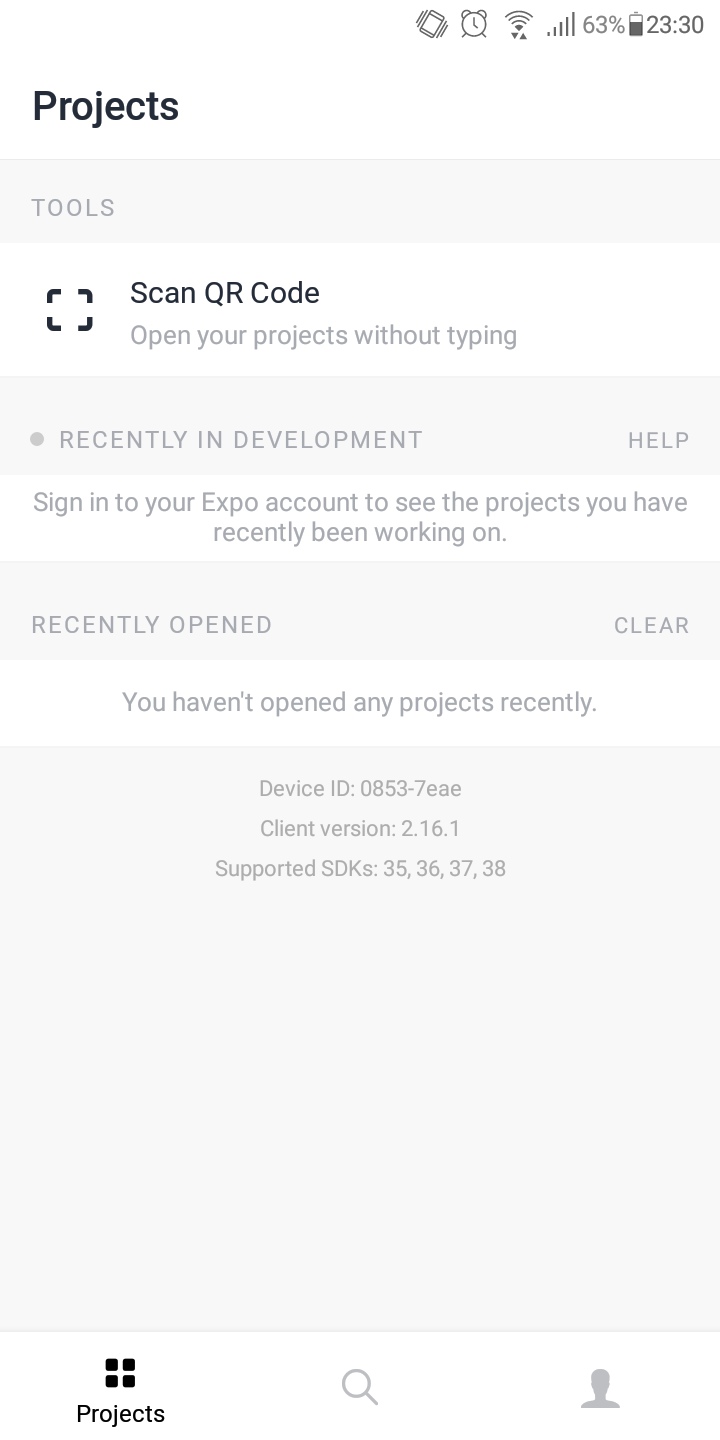 63% 23:30
Projects
TOOLS
Scan QR Code
Open your projects without typing
RECENTLY IN DEVELOPMENT HELP
Sign in to your Expo account to see the projects you have
recently been working on.
RECENTLY OPENED CLEAR
You haven't opened any projects recently.
Device ID: 0853-7eae
Client version: 2.16.1
Supported SDKs: 35, 36, 37, 38
Projects